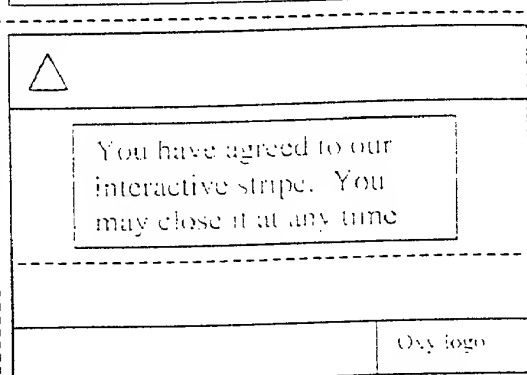 You have agreed to our
interactive stripe. You
may close it at any time
Oxy logo